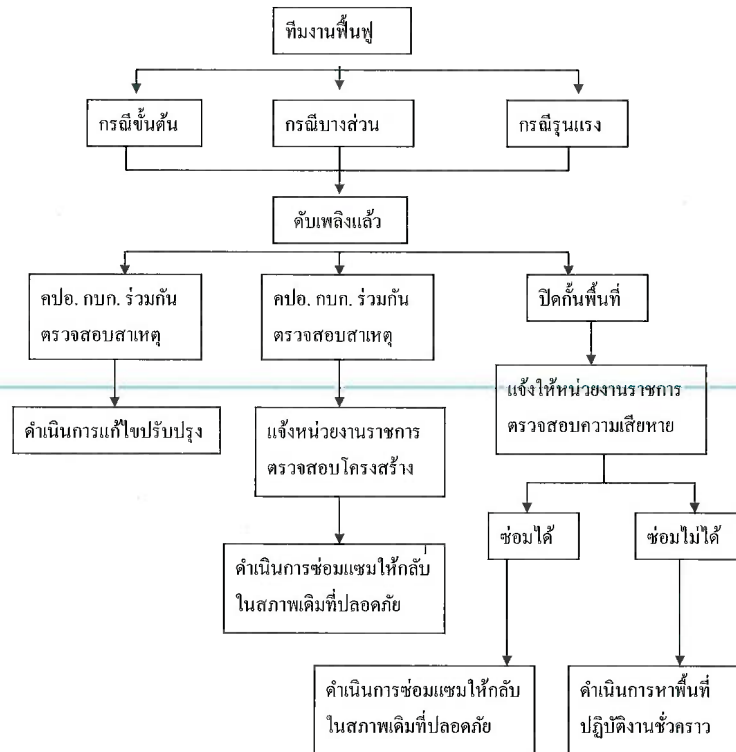 ทีมงานฟื้นฟู
กรณีขั้นต้น
กรณีบางส่วน
กรณีรุนแรง
ดับเพลิงแล้ว
คปอ. กบก. ร่วมกัน
ตรวจสอบสาเหตุ
คปอ. กบก. ร่วมกัน
ตรวจสอบสาเหตุ
ปิดกั้นพื้นที่
แจ้งให้หน่วยงานราชการ
ตรวจสอบความเสียหาย
ดำเนินการแก้ไขปรับปรุง
แจ้งหน่วยงานราชการ
ตรวจสอบโครงสร้าง
ซ่อมได้
ซ่อมไม่ได้
ดำเนินการซ่อมแซมให้กลับ
ในสภาพเดิมที่ปลอดภัย
ดำเนินการซ่อมแซมให้กลับ
ในสภาพเดิมที่ปลอดภัย
ดำเนินการหาพื้นที่
ปฏิบัติงานชั่วคราว